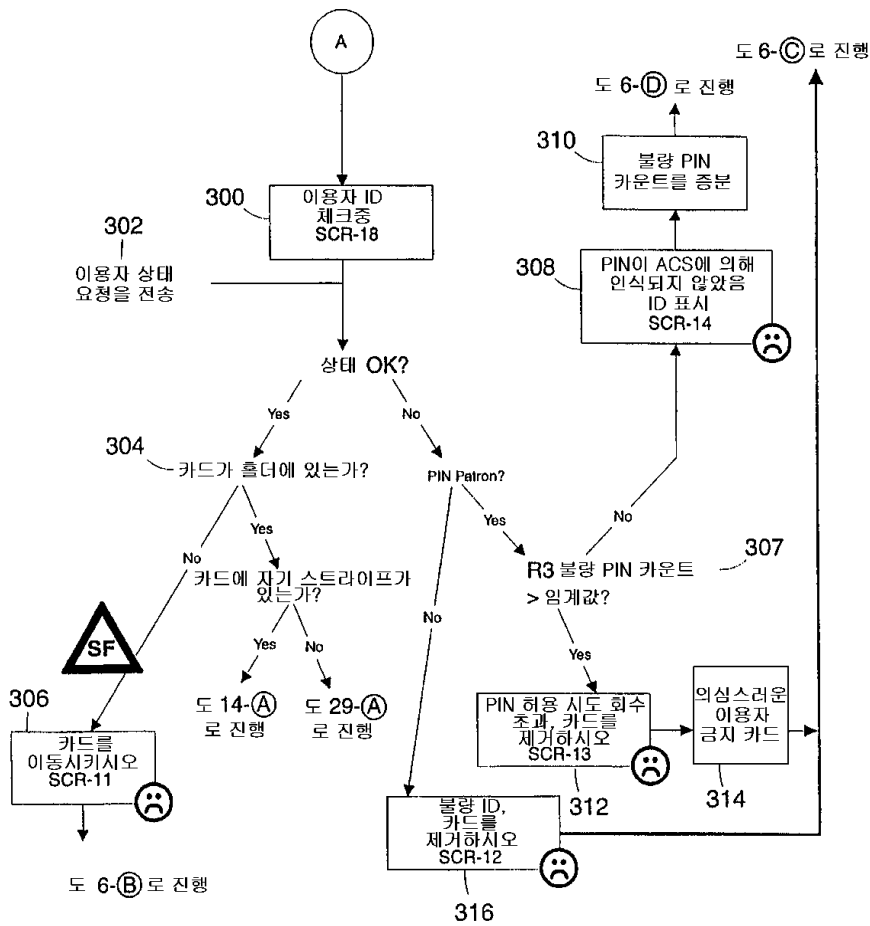 A
도 6-Ⓒ로 진행
도 6-Ⓓ 로 진행
310
불량 PIN
카운트를 증분
300
이용자 ID
체크중
SCR-18
302
이용자 상태
요청을 전송
308
PIN이 ACS에 의해
인식되지 않았음
ID 표시
SCR-14
상태 OK?
Yes
No
304
카드가 홀더에 있는가?
PIN Patron?
No
Yes
Yes
No
카드에 자기 스트라이프가
있는가?
R3 불량 PIN 카운트
> 임계값?
307
No
SF
Yes
No
Yes
도 14-Ⓐ
로 진행
도 29-Ⓐ
로 진행
306
카드를
이동시키시오
SCR-11
PIN 허용 시도 회수
초과, 카드를
제거하시오
SCR-13
312
의심스러운
이용자
금지 카드
314
불량 ID,
카드를
제거하시오
SCR-12
316
도 6-Ⓑ로 진행